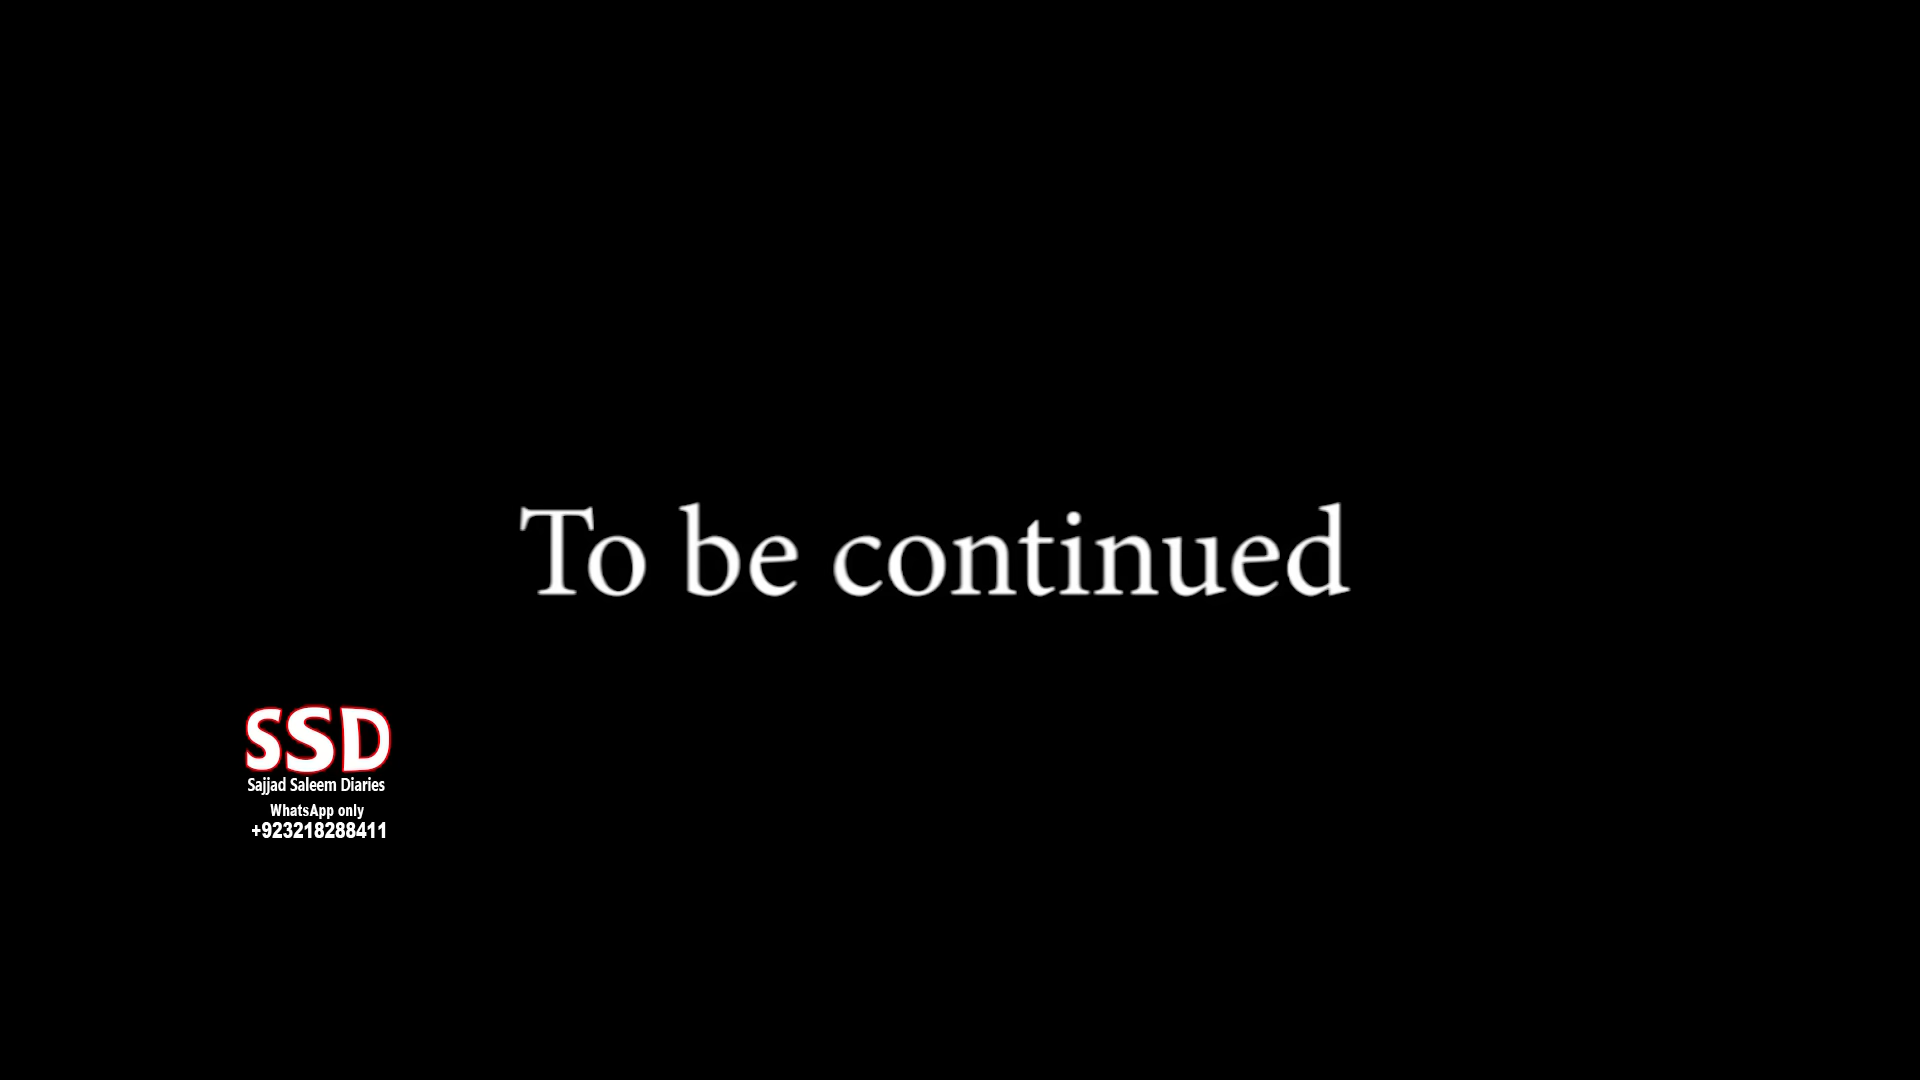 To be continued
SSD
Sajjad Saleem Diaries
WhatsApp only
+923218288411